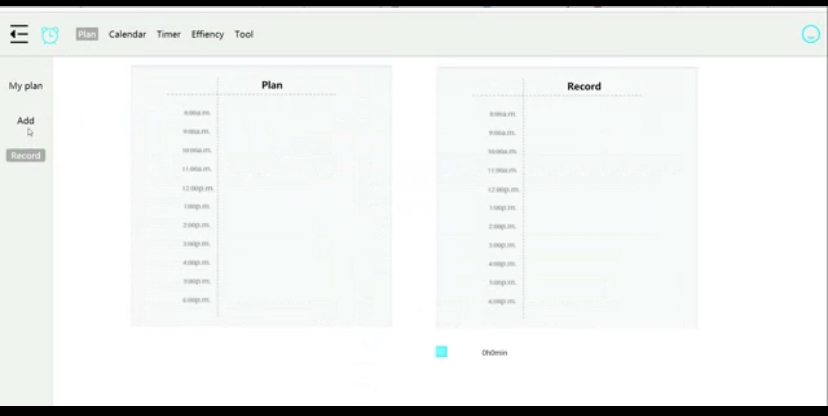 Plan Calendar Timer Effiency Tool
My plan
Add
Record
Plan
8:00a.m.
9:00a.m.
10:00a.m.
11:00a.m.
12:00p.m.
1:00p.m.
2:00p.m.
3:00p.m.
4:00p.m.
5:00p.m.
6:00p.m.
Record
8:00a.m.
9:00a.m.
10:00a.m.
11:00a.m.
12:00p.m.
1:00p.m.
2:00p.m.
3:00p.m.
4:00p.m.
5:00p.m.
6:00p.m.
0h0min